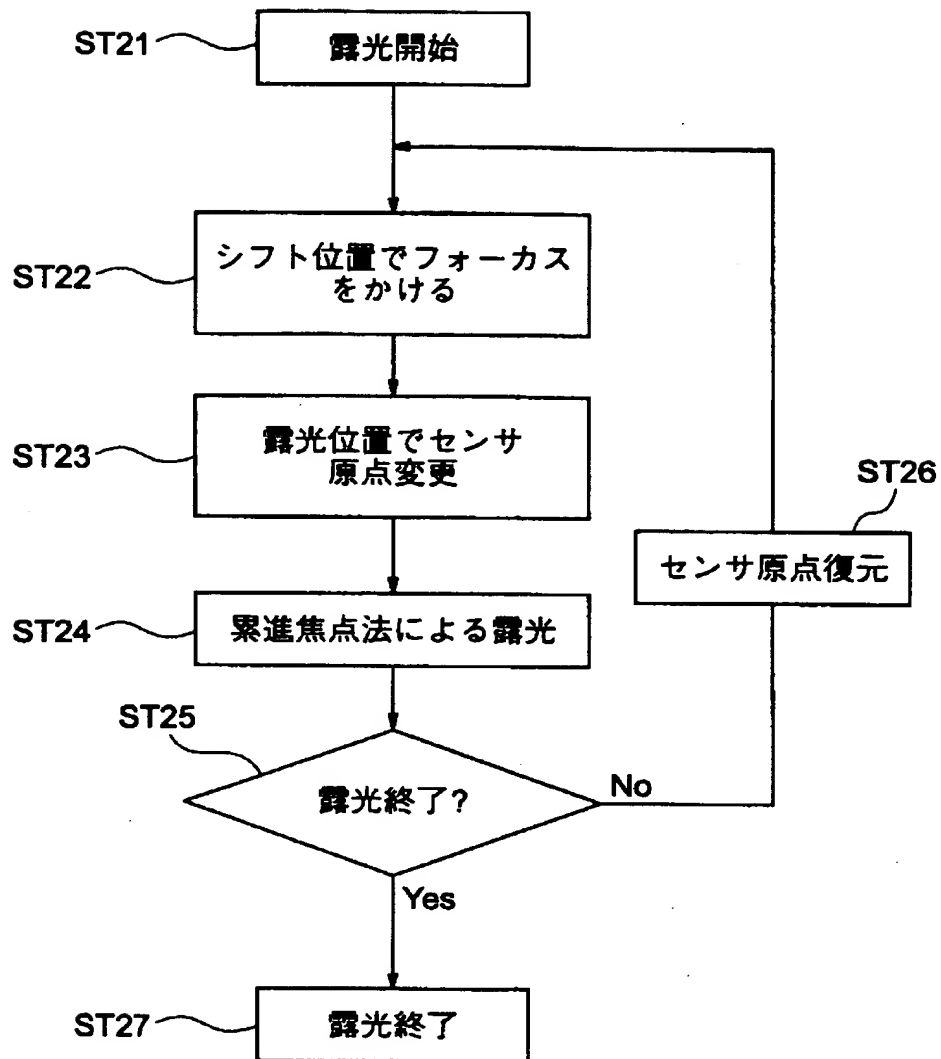 ST21
露光開始
ST22
シフト位置でフォーカス
をかける
ST23
露光位置でセンサ
原点変更
ST26
センサ原点復元
ST24
累進焦点法による露光
ST25
露光終了?
No
Yes
ST27
露光終了